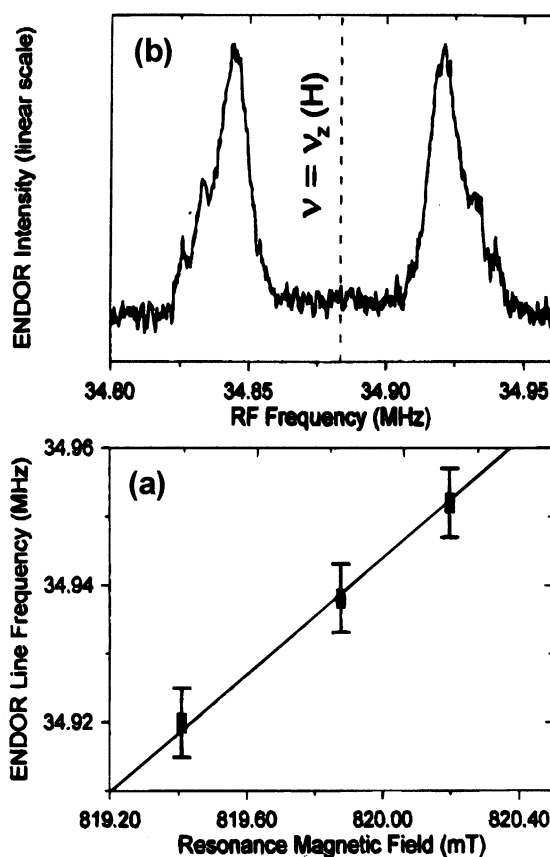 (b)
ENDOR Intensity (linear scale)
ν = ν_z (H)
34.80 34.85 34.90 34.95
RF Frequency (MHz)
(a)
ENDOR Line Frequency (MHz)
34.96
34.94
34.92
819.20 819.60 820.00 820.40
Resonance Magnetic Field (mT)